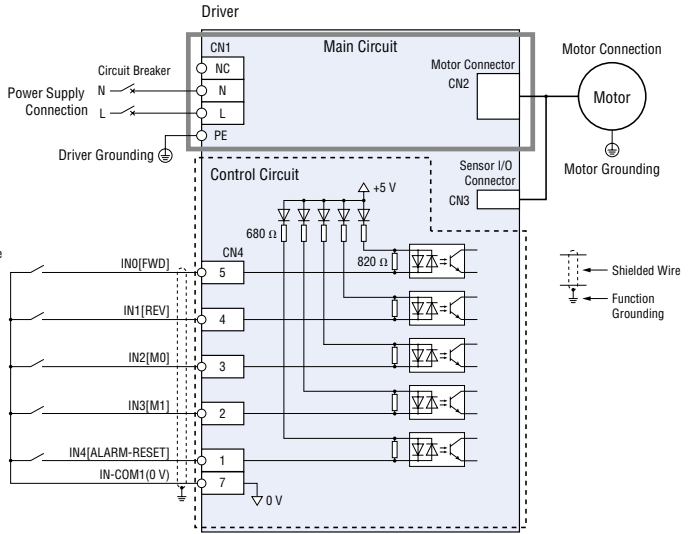 Driver
CN1
Main Circuit
NC
Motor Connector
CN2
Motor Connection
Circuit Breaker
Power Supply
Connection
N
N
L
L
Motor
PE
Driver Grounding
Motor Grounding
Control Circuit
Sensor I/O
Connector
CN3
+5 V
680 Ω
820 Ω
CN4
IN0[FWD]
5
Shielded Wire
Function
Grounding
IN1[REV]
4
IN2[M0]
3
IN3[M1]
2
IN4[ALARM-RESET]
1
IN-COM1(0 V)
7
0 V